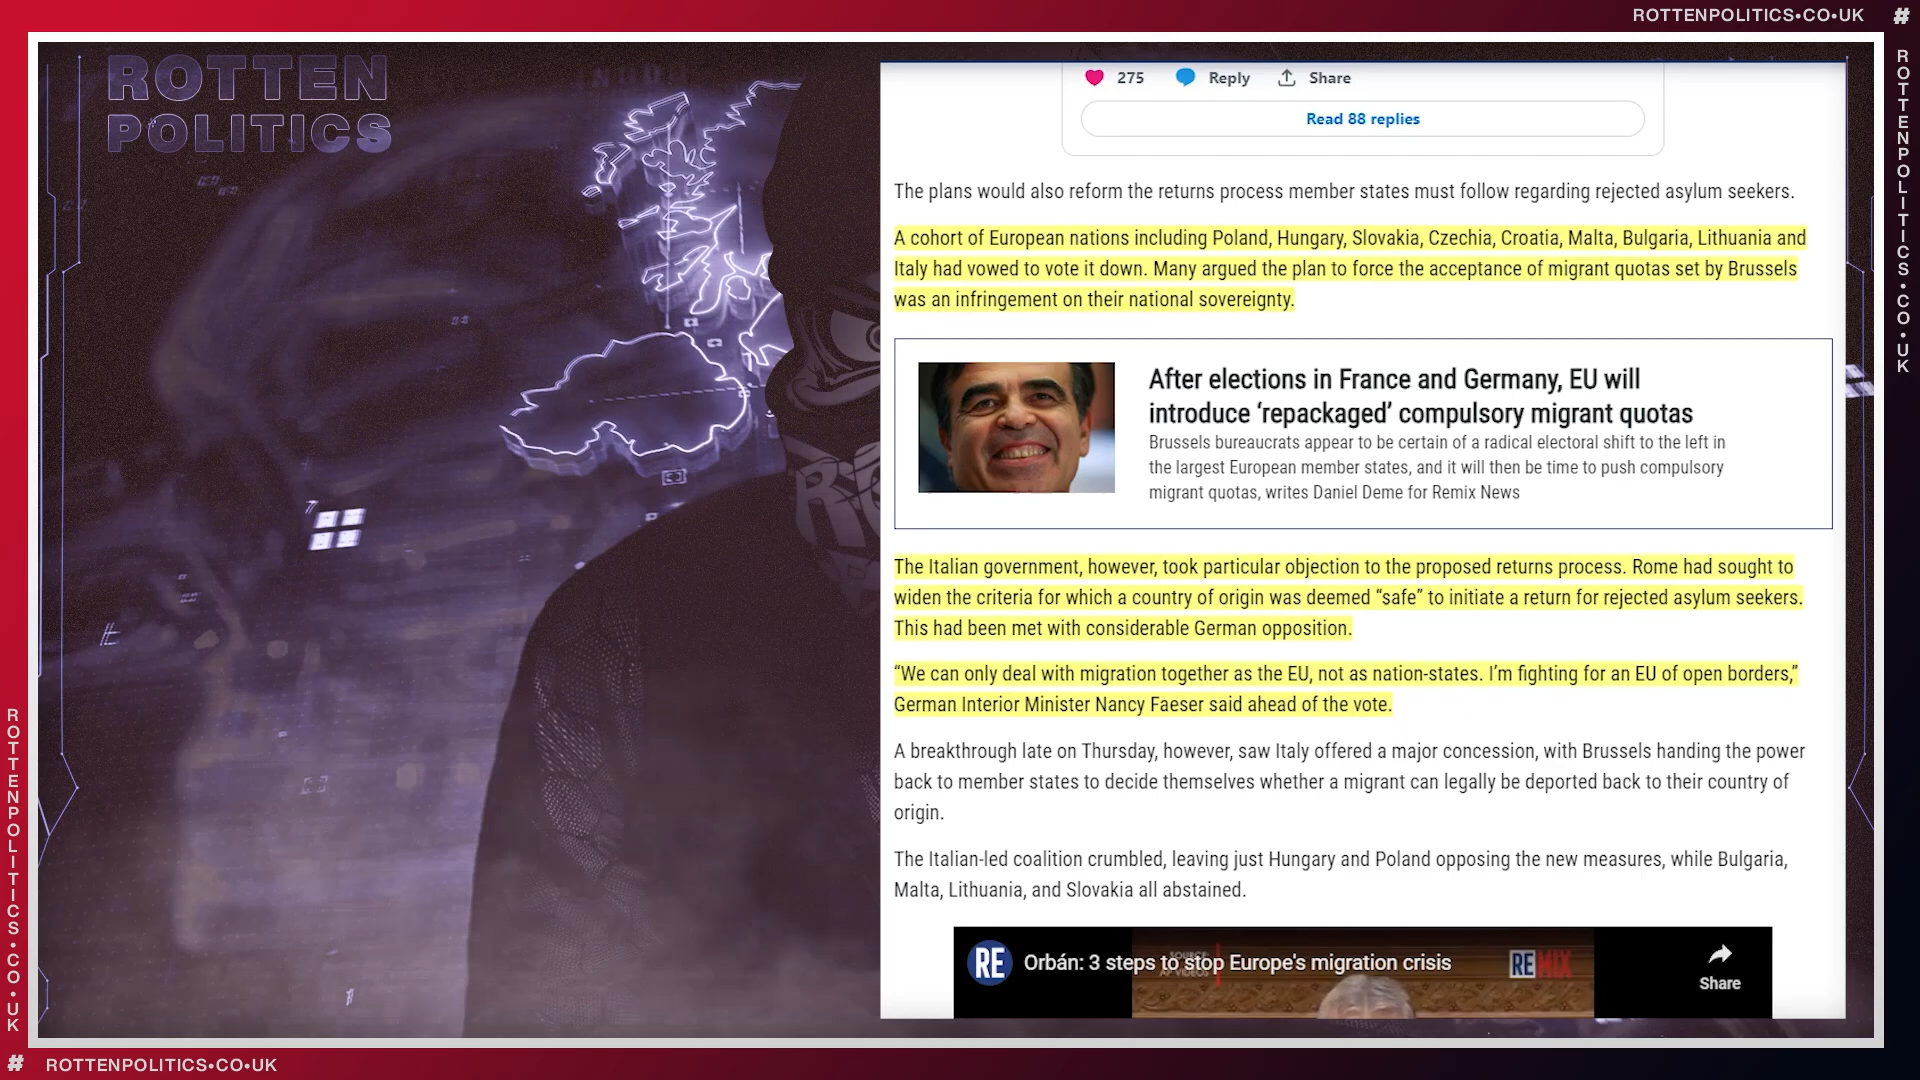 ROTTENPOLITICS•CO•UK #
ROTTEN
POLITICS
275 Reply Share
Read 88 replies
The plans would also reform the returns process member states must follow regarding rejected asylum seekers.
A cohort of European nations including Poland, Hungary, Slovakia, Czechia, Croatia, Malta, Bulgaria, Lithuania and
Italy had vowed to vote it down. Many argued the plan to force the acceptance of migrant quotas set by Brussels
was an infringement on their national sovereignty.
After elections in France and Germany, EU will
introduce ‘repackaged’ compulsory migrant quotas
Brussels bureaucrats appear to be certain of a radical electoral shift to the left in
the largest European member states, and it will then be time to push compulsory
migrant quotas, writes Daniel Deme for Remix News
The Italian government, however, took particular objection to the proposed returns process. Rome had sought to
widen the criteria for which a country of origin was deemed “safe” to initiate a return for rejected asylum seekers.
This had been met with considerable German opposition.
“We can only deal with migration together as the EU, not as nation-states. I’m fighting for an EU of open borders,”
German Interior Minister Nancy Faeser said ahead of the vote.
A breakthrough late on Thursday, however, saw Italy offered a major concession, with Brussels handing the power
back to member states to decide themselves whether a migrant can legally be deported back to their country of
origin.
The Italian-led coalition crumbled, leaving just Hungary and Poland opposing the new measures, while Bulgaria,
Malta, Lithuania, and Slovakia all abstained.
RE Orbán: 3 steps to stop Europe's migration crisis
REMIX
Share
ROTTENPOLITICS•CO•UK
ROTTENPOLITICS•CO•UK
# ROTTENPOLITICS•CO•UK